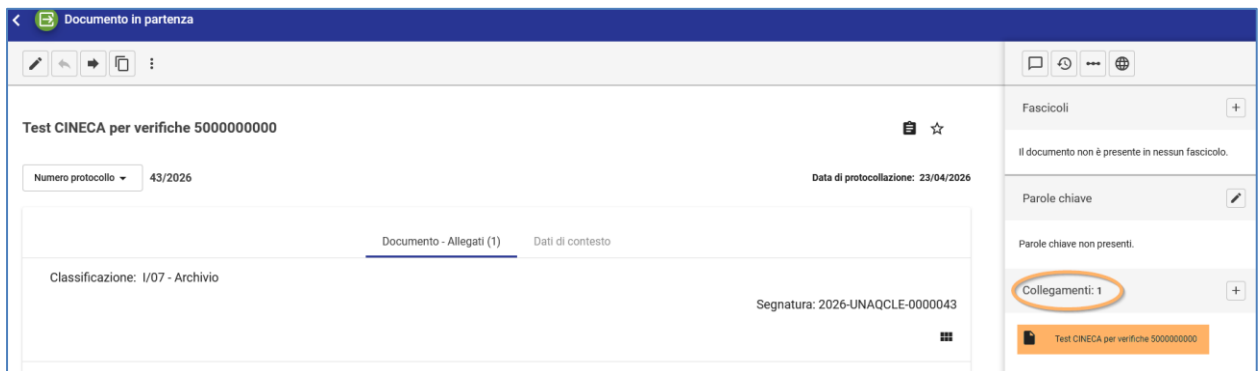 Documento in partenza
Test CINECA per verifiche 5000000000
Numero protocollo
43/2026
Data di protocollazione: 23/04/2026
Documento - Allegati (1)
Dati di contesto
Classificazione: I/07 - Archivio
Segnatura: 2026-UNAQCLE-0000043
Fascicoli
Il documento non è presente in nessun fascicolo.
Parole chiave
Parole chiave non presenti.
Collegamenti: 1
Test CINECA per verifiche 5000000000